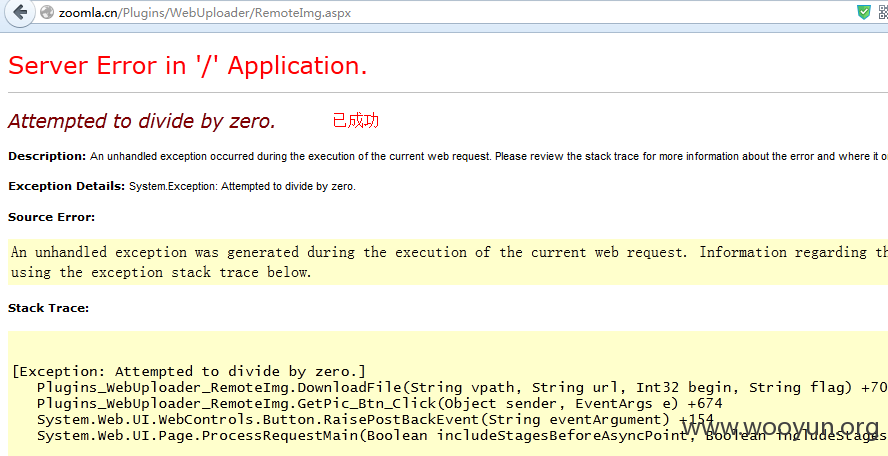 zoomla.cn/Plugins/WebUploader/RemoteImg.aspx
Server Error in '/' Application.
Attempted to divide by zero. 已成功
Description: An unhandled exception occurred during the execution of the current web request. Please review the stack trace for more information about the error and where it o
Exception Details: System.Exception: Attempted to divide by zero.
Source Error:
An unhandled exception was generated during the execution of the current web request. Information regarding th
using the exception stack trace below.
Stack Trace:
[Exception: Attempted to divide by zero.]
Plugins_WebUploader_RemoteImg.DownloadFile(String vpath, String url, Int32 begin, String flag) +70
Plugins_WebUploader_RemoteImg.GetPic_Btn_Click(Object sender, EventArgs e) +674
System.Web.UI.WebControls.Button.RaisePostBackEvent(String eventArgument) +154
System.Web.UI.Page.ProcessRequestMain(Boolean includeStagesBeforeAsyncPoint, Boolean includeStages
www.wooyun.org